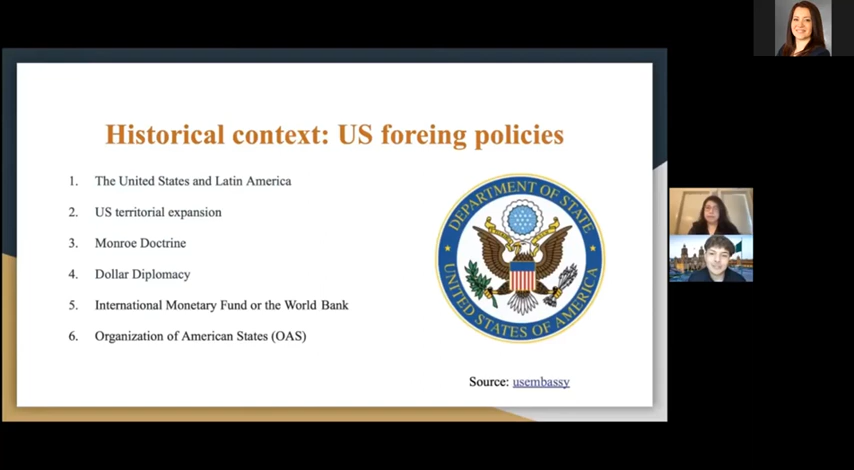 Historical context: US foreing policies
1. The United States and Latin America
2. US territorial expansion
3. Monroe Doctrine
4. Dollar Diplomacy
5. International Monetary Fund or the World Bank
6. Organization of American States (OAS)
DEPARTMENT OF STATE
UNITED STATES OF AMERICA
Source: usembassy